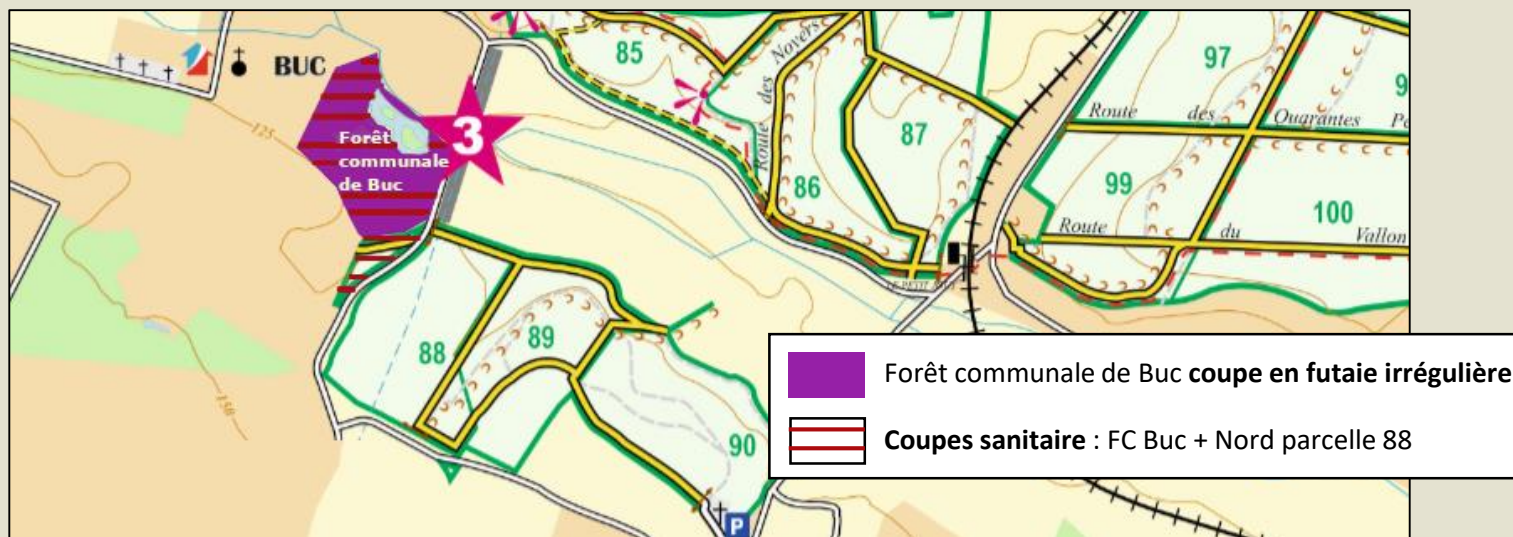 85
97
BUC
Route des Noyers
Route des Quarantes
87
125
3
Forêt
communale
de Buc
86
99
100
Route du Vallon
88
89
90
150
P
Forêt communale de Buc coupe en futaie irrégulière
Coupes sanitaire : FC Buc + Nord parcelle 88